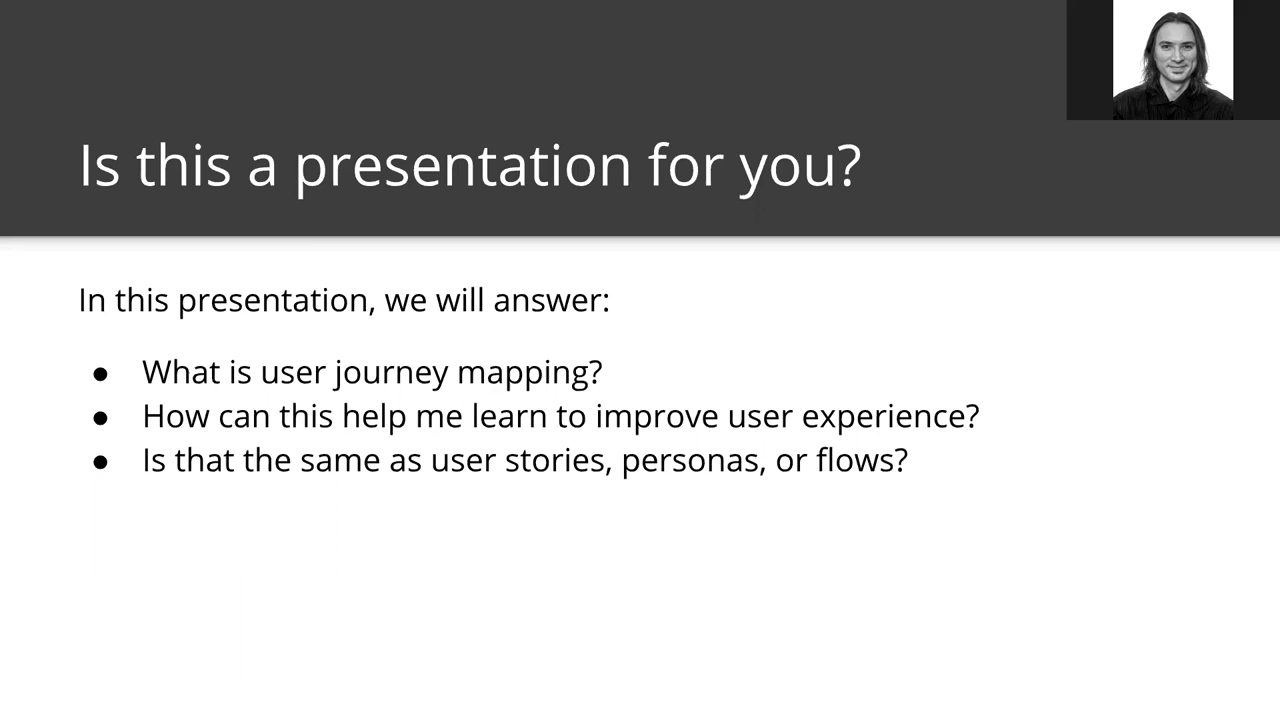 Is this a presentation for you?
In this presentation, we will answer:
● What is user journey mapping?
● How can this help me learn to improve user experience?
● Is that the same as user stories, personas, or flows?